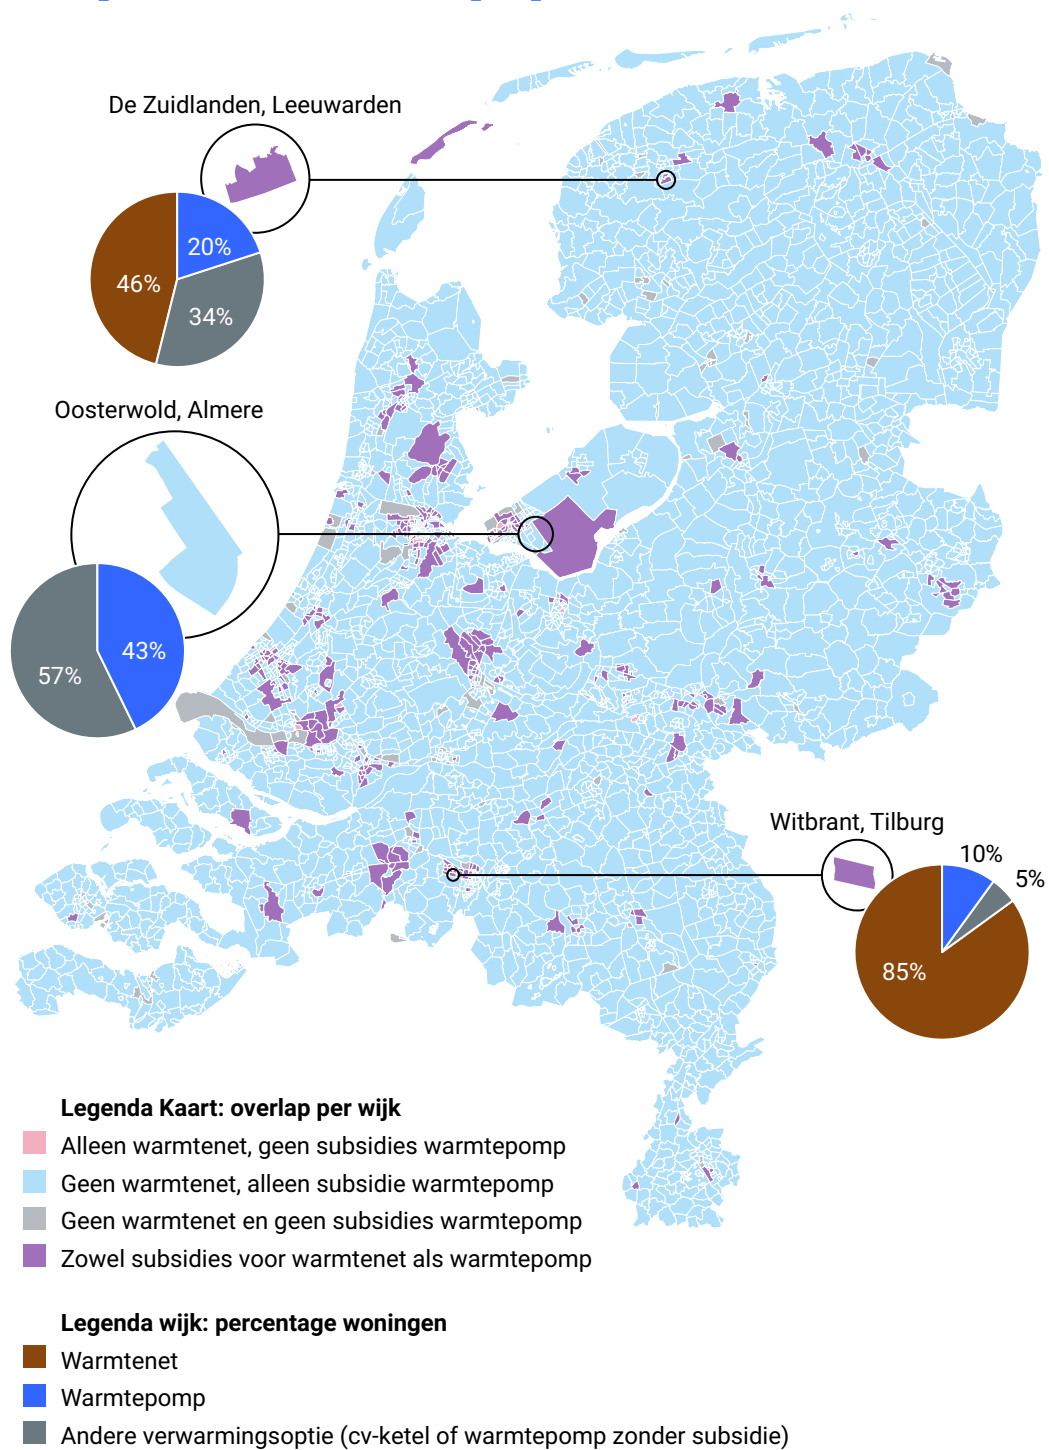 De Zuidlanden, Leeuwarden
20%
46%
34%
Oosterwold, Almere
43%
57%
Witbrant, Tilburg
10%
5%
85%
Legenda Kaart: overlap per wijk
Alleen warmtenet, geen subsidies warmtepomp
Geen warmtenet, alleen subsidie warmtepomp
Geen warmtenet en geen subsidies warmtepomp
Zowel subsidies voor warmtenet als warmtepomp
Legenda wijk: percentage woningen
Warmtenet
Warmtepomp
Andere verwarmingsoptie (cv-ketel of warmtepomp zonder subsidie)